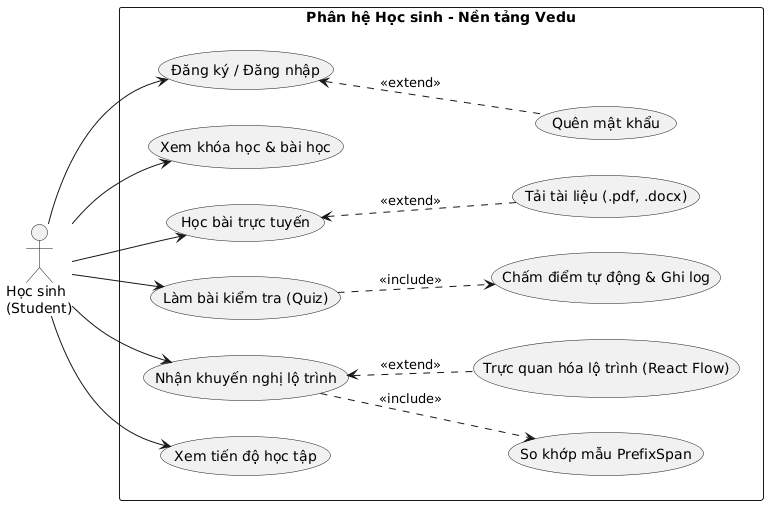 Phân hệ Học sinh - Nền tảng Vedu
Đăng ký / Đăng nhập
«extend»
Quên mật khẩu
Xem khóa học & bài học
Học bài trực tuyến
«extend»
Tải tài liệu (.pdf, .docx)
Học sinh
(Student)
Làm bài kiểm tra (Quiz)
«include»
Chấm điểm tự động & Ghi log
Nhận khuyến nghị lộ trình
«extend»
Trực quan hóa lộ trình (React Flow)
«include»
So khớp mẫu PrefixSpan
Xem tiến độ học tập